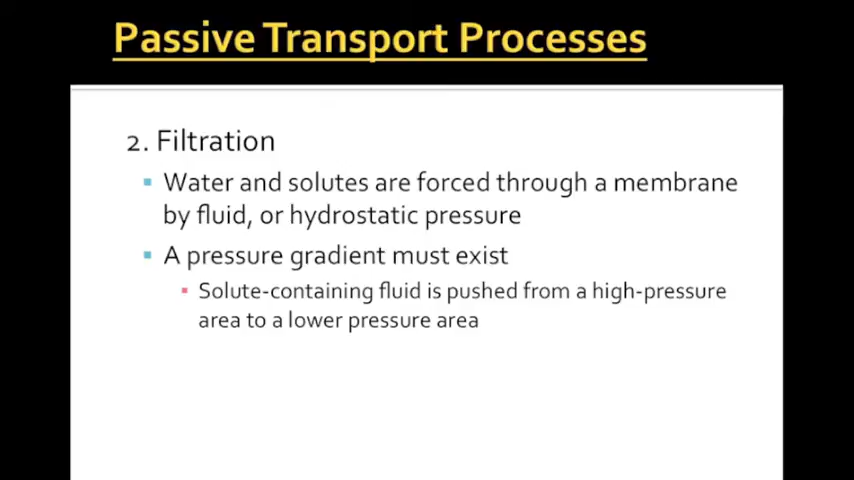 Passive Transport Processes
2. Filtration
▪ Water and solutes are forced through a membrane
by fluid, or hydrostatic pressure
▪ A pressure gradient must exist
▪ Solute-containing fluid is pushed from a high-pressure
area to a lower pressure area